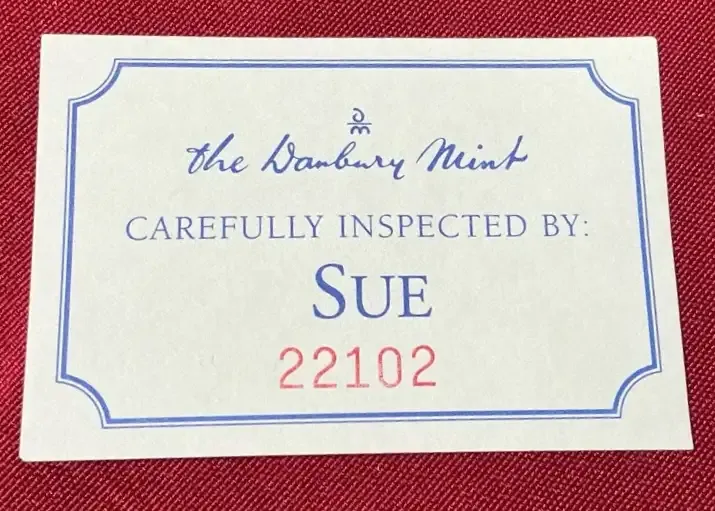 the Danbury Mint
CAREFULLY INSPECTED BY:
SUE
22102